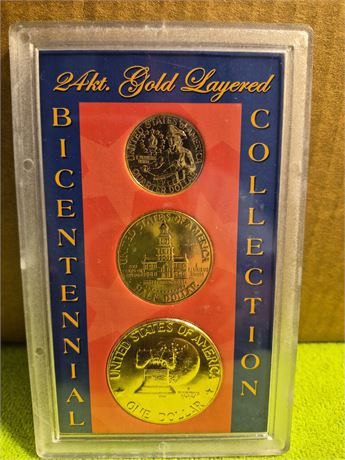 24kt. Gold Layered
BICENTENNIAL
COLLECTION
UNITED STATES OF AMERICA
QUARTER DOLLAR
UNITED STATES OF AMERICA
HALF DOLLAR
UNITED STATES OF AMERICA
ONE DOLLAR